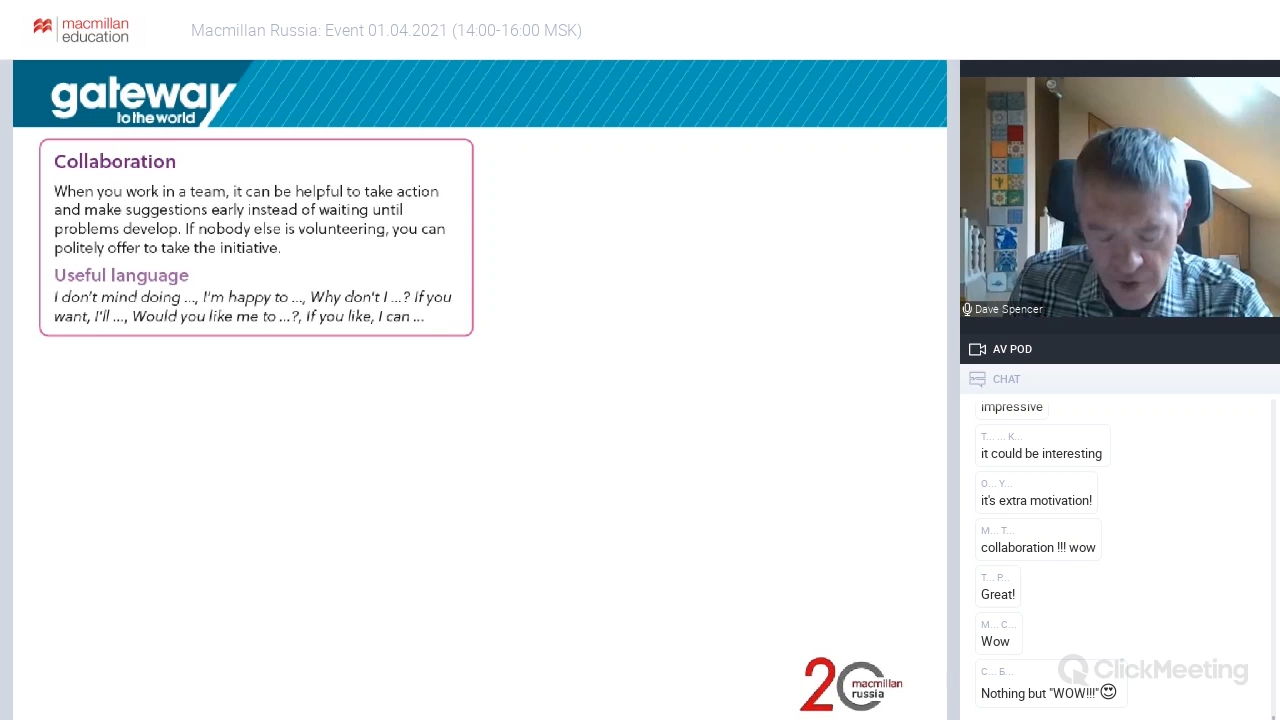 macmillan
education
Macmillan Russia: Event 01.04.2021 (14:00-16:00 MSK)
gateway
to the world
Collaboration
When you work in a team, it can be helpful to take action
and make suggestions early instead of waiting until
problems develop. If nobody else is volunteering, you can
politely offer to take the initiative.
Useful language
I don't mind doing ..., I'm happy to ..., Why don't I ...? If you
want, I'll ..., Would you like me to ...?, If you like, I can ...
20
macmillan
russia
Dave Spencer
AV POD
CHAT
impressive
T... ... K...
it could be interesting
O... Y...
it's extra motivation!
M... T...
collaboration !!! wow
T... P...
Great!
M... C...
Wow
С... Б...
Nothing but "WOW!!!"😍
ClickMeeting